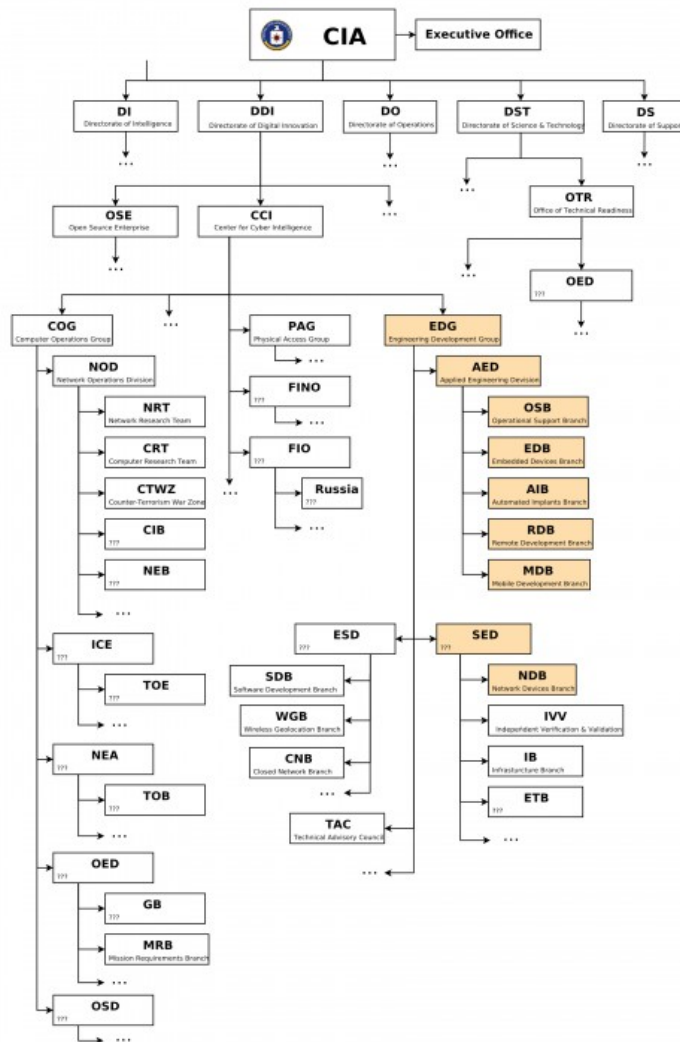 CIA
Executive Office
DI
Directorate of Intelligence
DDI
Directorate of Digital Innovation
DO
Directorate of Operations
DST
Directorate of Science & Technology
DS
Directorate of Support
...
...
...
...
OTR
Office of Technical Readiness
OSE
Open Source Enterprise
CCI
Center for Cyber Intelligence
...
...
...
OED
???
...
COG
Computer Operations Group
...
PAG
Physical Access Group
...
EDG
Engineering Development Group
NOD
Network Operations Division
NRT
Network Research Team
CRT
Computer Research Team
CTWZ
Counter-Terrorism War Zone
CIB
???
NEB
???
...
FINO
???
...
FIO
???
Russia
???
...
...
AED
Applied Engineering Devision
OSB
Operational Support Branch
EDB
Embedded Devices Branch
AIB
Automated Implants Branch
RDB
Remote Development Branch
MDB
Mobile Development Branch
ICE
???
TOE
???
...
NEA
???
TOB
???
...
OED
???
GB
???
MRB
Mission Requirements Branch
...
OSD
???
...
ESD
???
SDB
Software Development Branch
WGB
Wireless Geolocation Branch
CNB
Closed Network Branch
...
TAC
Technical Advisory Council
...
SED
???
NDB
Network Devices Branch
IVV
Independent Verification & Validation
IB
Infrasturcture Branch
ETB
???
...